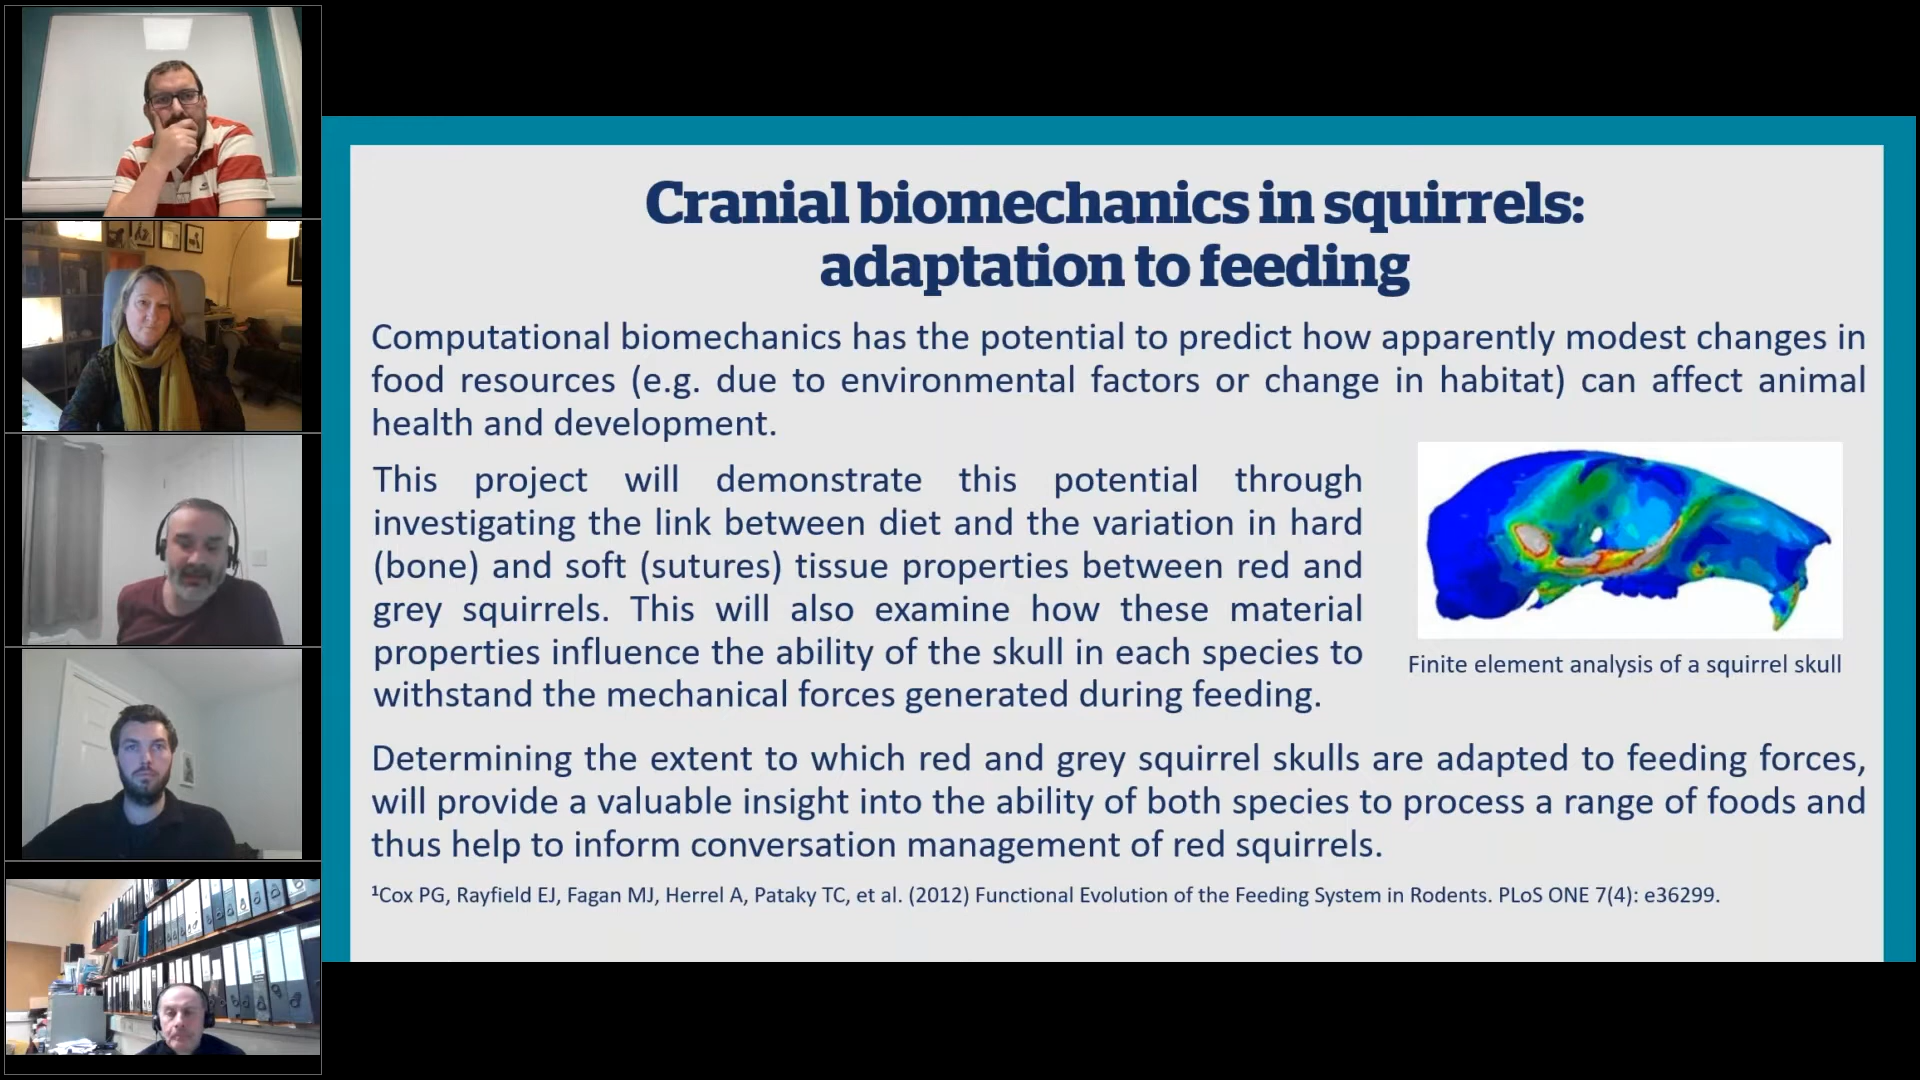 Cranial biomechanics in squirrels:
adaptation to feeding
Computational biomechanics has the potential to predict how apparently modest changes in
food resources (e.g. due to environmental factors or change in habitat) can affect animal
health and development.
This project will demonstrate this potential through
investigating the link between diet and the variation in hard
(bone) and soft (sutures) tissue properties between red and
grey squirrels. This will also examine how these material
properties influence the ability of the skull in each species to
withstand the mechanical forces generated during feeding.
Finite element analysis of a squirrel skull
Determining the extent to which red and grey squirrel skulls are adapted to feeding forces,
will provide a valuable insight into the ability of both species to process a range of foods and
thus help to inform conversation management of red squirrels.
¹Cox PG, Rayfield EJ, Fagan MJ, Herrel A, Pataky TC, et al. (2012) Functional Evolution of the Feeding System in Rodents. PLoS ONE 7(4): e36299.